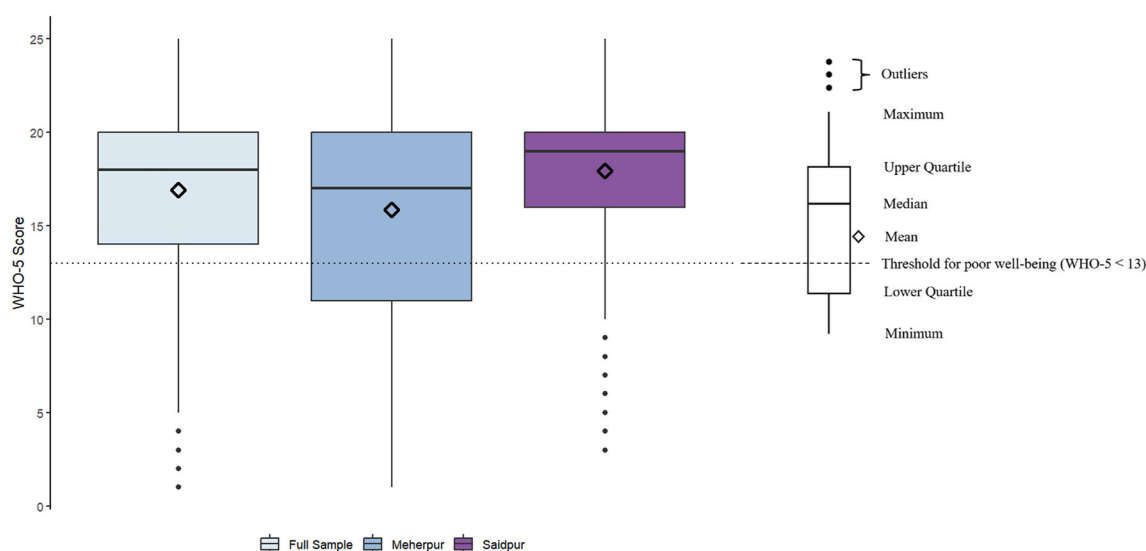 25
20
15
10
5
0
WHO-5 Score
Outliers
Maximum
Upper Quartile
Median
Mean
Threshold for poor well-being (WHO-5 < 13)
Lower Quartile
Minimum
Full Sample Meherpur Saidpur